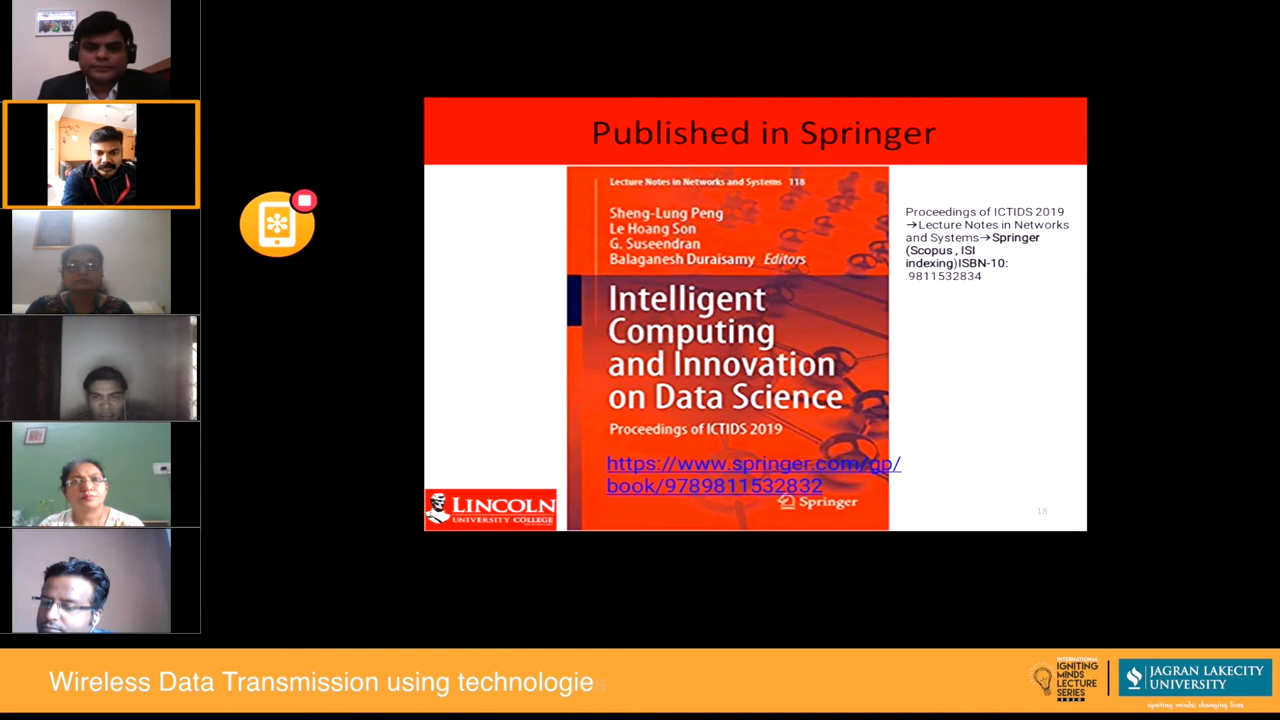 Published in Springer
Lecture Notes in Networks and Systems 118
Sheng-Lung Peng
Le Hoang Son
G. Suseendran
Balaganesh Duraisamy Editors
Intelligent
Computing
and Innovation
on Data Science
Proceedings of ICTIDS 2019
https://www.springer.com/gp/
book/9789811532832
Springer
Proceedings of ICTIDS 2019
→Lecture Notes in Networks
and Systems→Springer
(Scopus , ISI
indexing)ISBN-10:
9811532834
LINCOLN
UNIVERSITY COLLEGE
18
Wireless Data Transmission using technologie
INTERNATIONAL
IGNITING
MINDS
LECTURE
SERIES
2020
JAGRAN LAKECITY
UNIVERSITY
igniting minds; changing lives